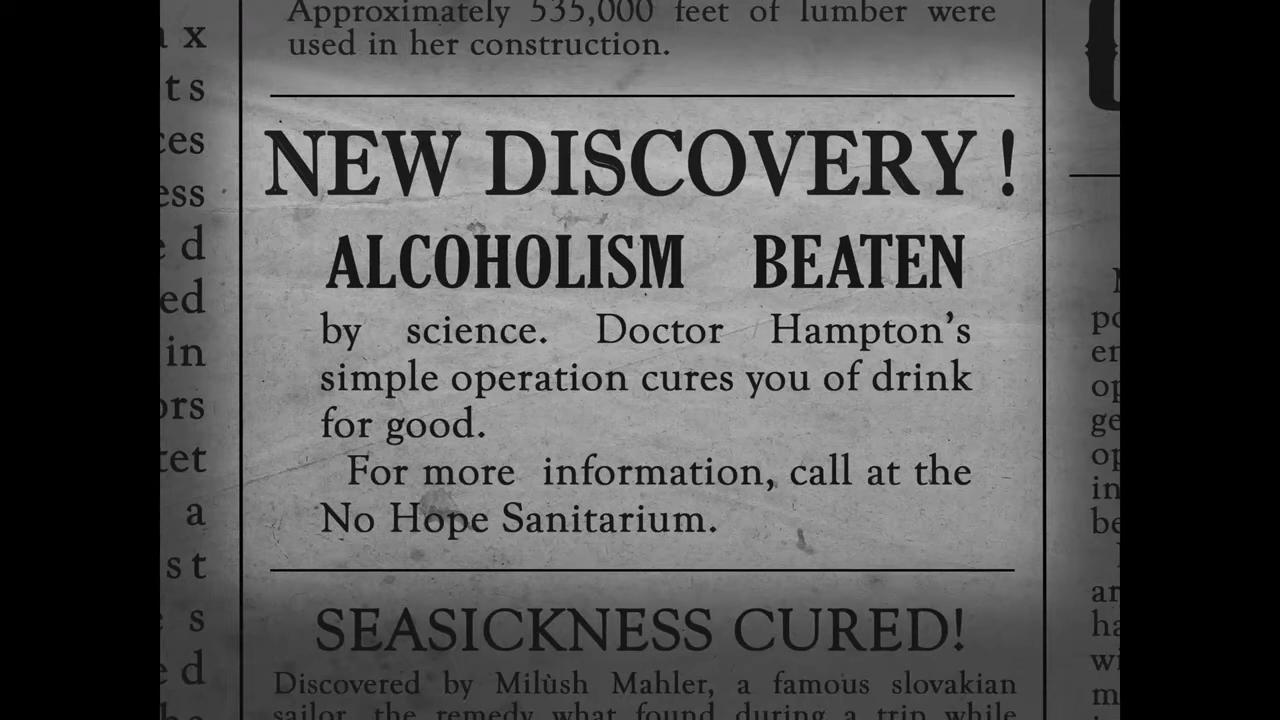 Approximately 535,000 feet of lumber were
used in her construction.
NEW DISCOVERY!
ALCOHOLISM BEATEN
by science. Doctor Hampton's
simple operation cures you of drink
for good.
For more information, call at the
No Hope Sanitarium.
SEASICKNESS CURED!
Discovered by Milùsh Mahler, a famous slovakian
sailor, the remedy what found during a trip while